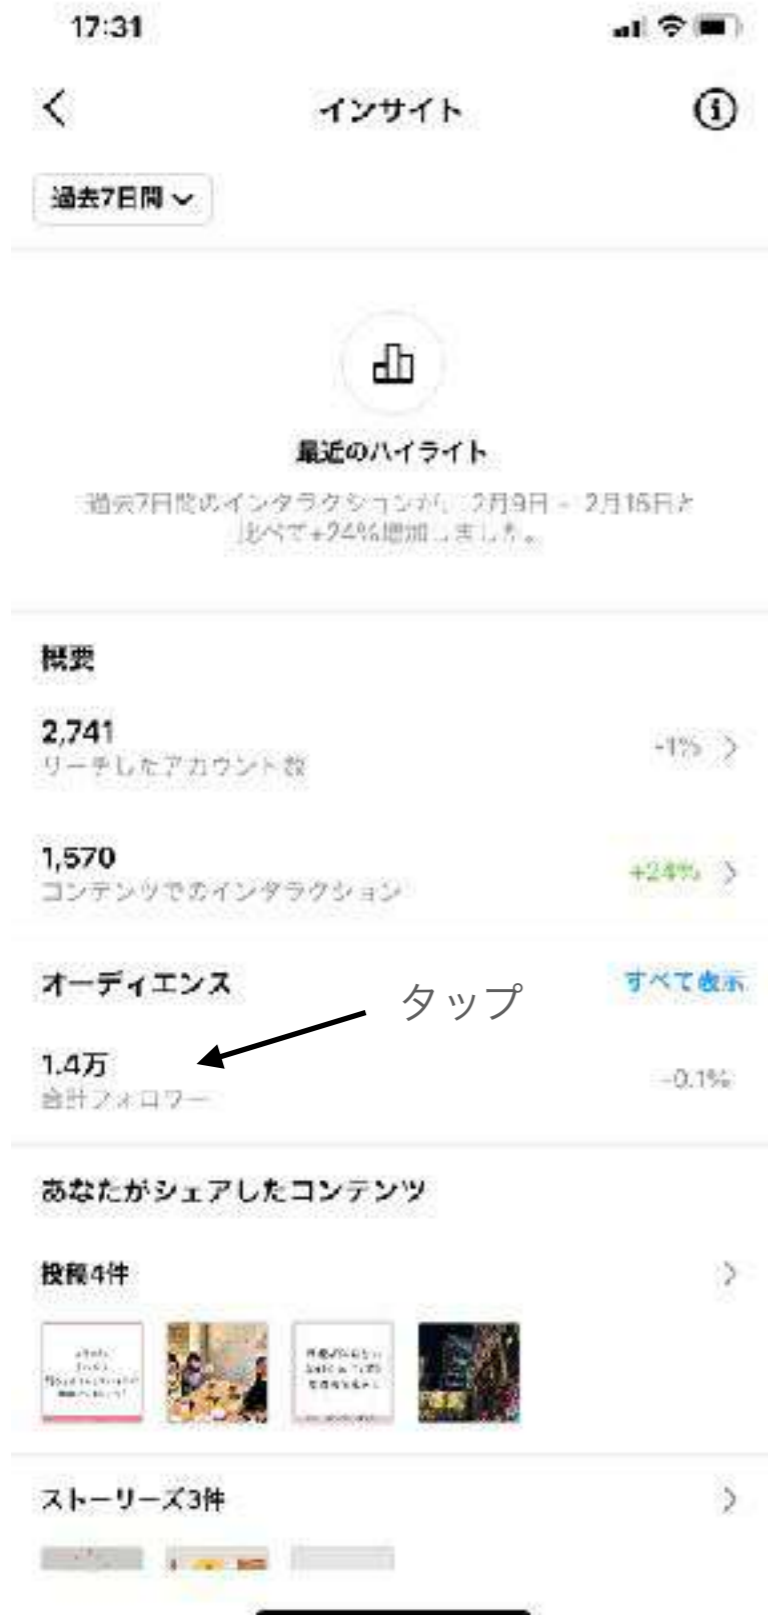 17:31
インサイト
過去7日間
最近のハイライト
過去7日間のインタラクションが、2月9日 - 2月15日と
比べて+24%増加しました。
概要
2,741
リーチしたアカウント数
-1%
1,570
コンテンツでのインタラクション
+24%
オーディエンス
すべて表示
タップ
1.4万
合計フォロワー
-0.1%
あなたがシェアしたコンテンツ
投稿4件
ストーリーズ3件